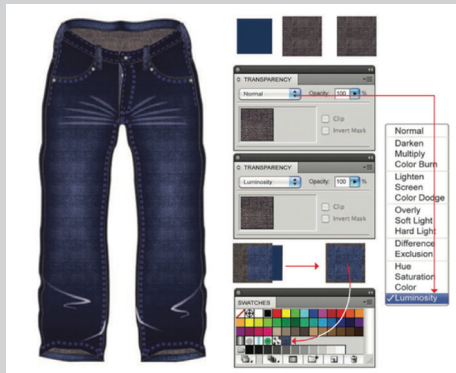 TRANSPARENCY
Normal
Opacity: 100 %
Clip
Invert Mask
TRANSPARENCY
Luminosity
Opacity: 100 %
Clip
Invert Mask
SWATCHES
Normal
Darken
Multiply
Color Burn
Lighten
Screen
Color Dodge
Overly
Soft Light
Hard Light
Difference
Exclusion
Hue
Saturation
Color
✓Luminosity